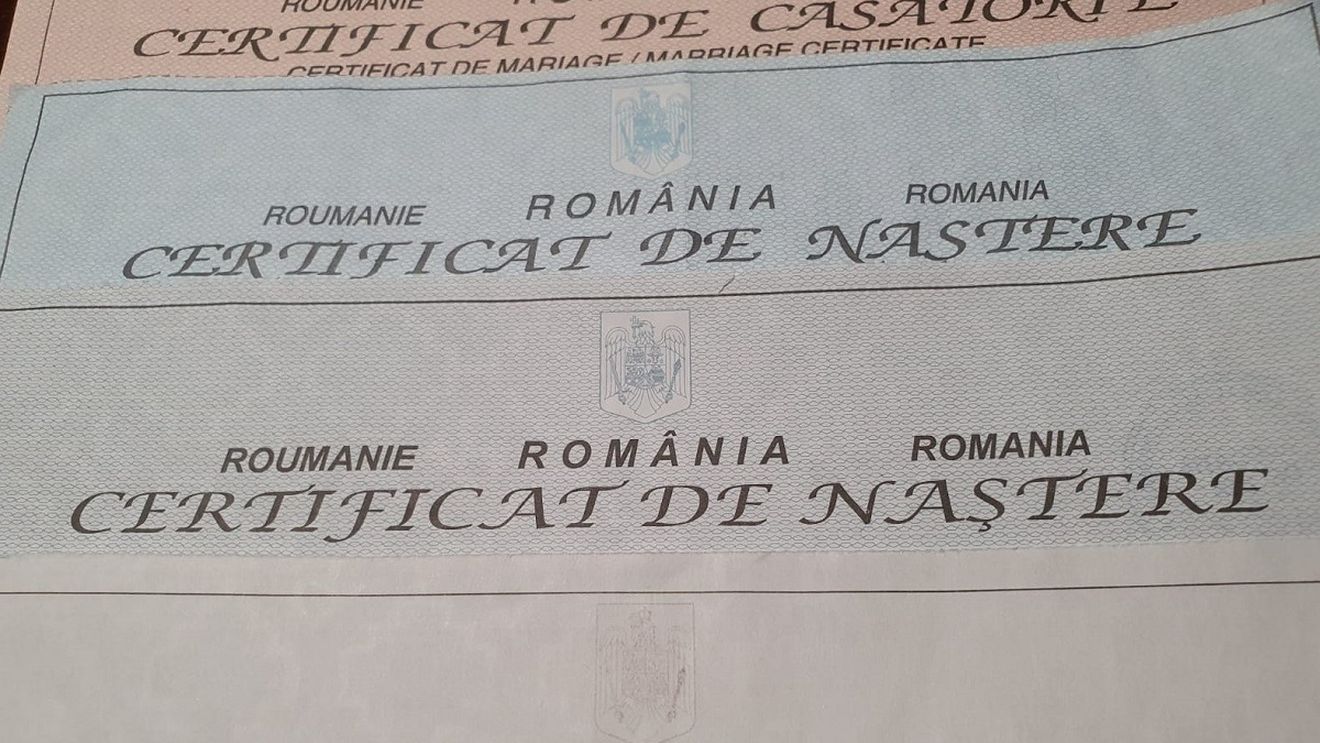 ROUMANIE
CERTIFICAT DE CASATORIE
CERTIFICAT DE MARIAGE / MARRIAGE CERTIFICATE
ROUMANIE ROMÂNIA ROMANIA
CERTIFICAT DE NASTERE
ROUMANIE ROMÂNIA ROMANIA
CERTIFICAT DE NAŞTERE